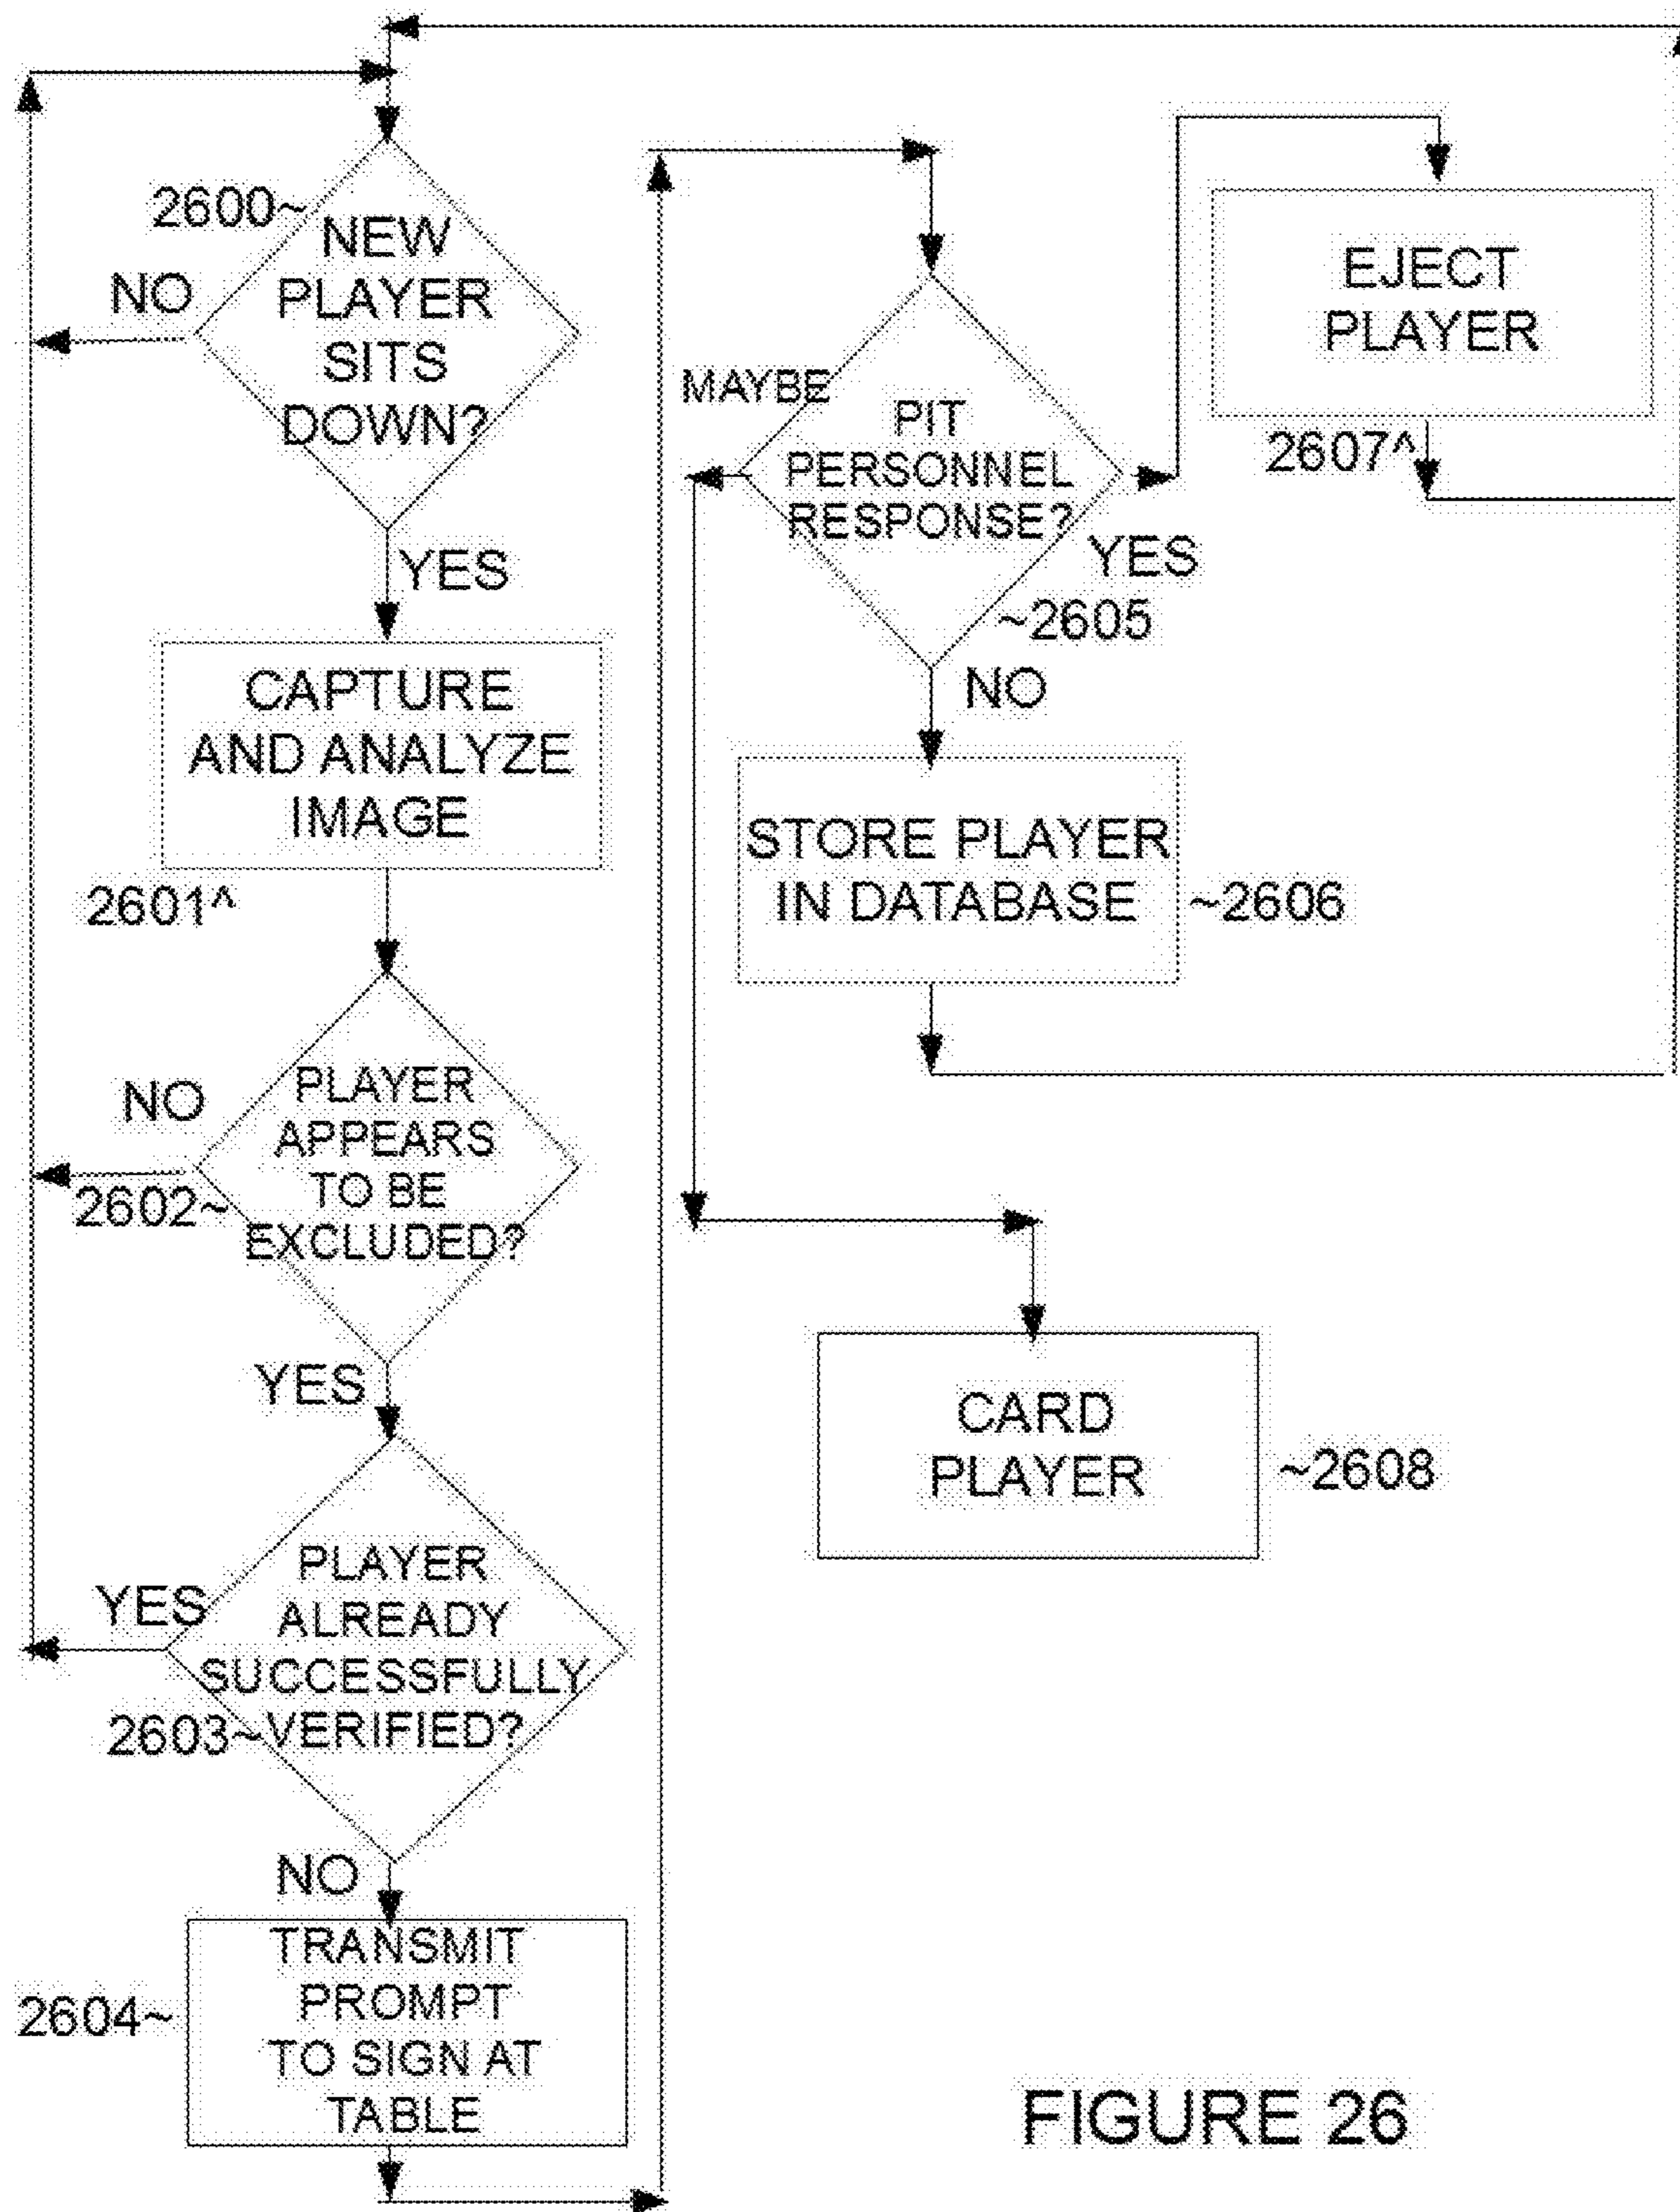 2600~
NEW
PLAYER
SITS
DOWN?
NO
YES
CAPTURE
AND ANALYZE
IMAGE
2601^
PLAYER
APPEARS
TO BE
EXCLUDED?
NO
2602~
YES
PLAYER
ALREADY
SUCCESSFULLY
VERIFIED?
YES
2603~
NO
TRANSMIT
PROMPT
TO SIGN AT
TABLE
2604~
MAYBE
PIT
PERSONNEL
RESPONSE?
YES
~2605
NO
STORE PLAYER
IN DATABASE
~2606
EJECT
PLAYER
2607^
CARD
PLAYER
~2608
FIGURE 26